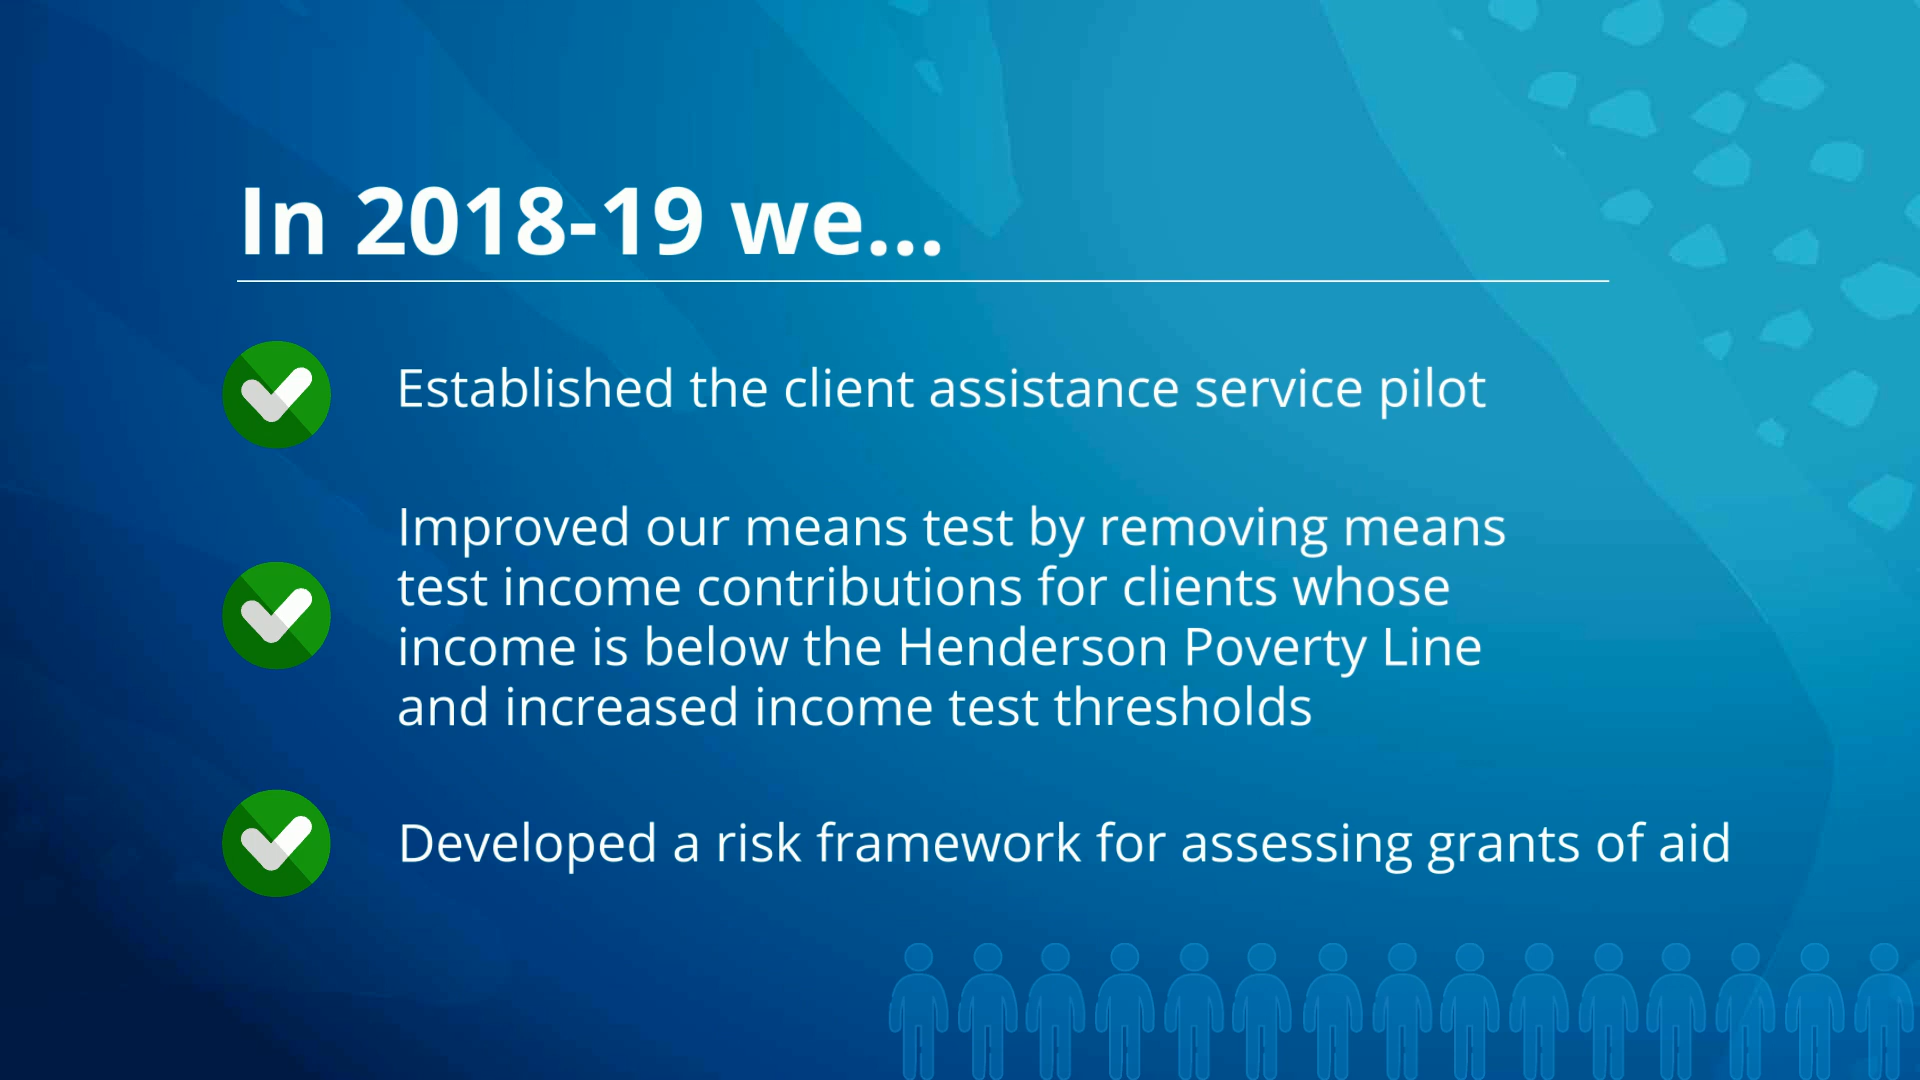 In 2018-19 we...
Established the client assistance service pilot
Improved our means test by removing means
test income contributions for clients whose
income is below the Henderson Poverty Line
and increased income test thresholds
Developed a risk framework for assessing grants of aid